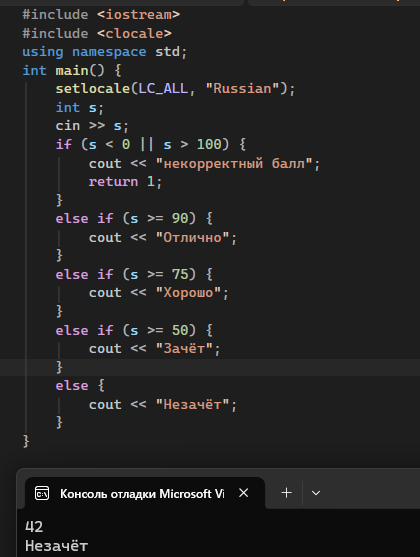 #include <iostream>
#include <clocale>
using namespace std;
int main() {
    setlocale(LC_ALL, "Russian");
    int s;
    cin >> s;
    if (s < 0 || s > 100) {
        cout << "некорректный балл";
        return 1;
    }
    else if (s >= 90) {
        cout << "Отлично";
    }
    else if (s >= 75) {
        cout << "Хорошо";
    }
    else if (s >= 50) {
        cout << "Зачёт";
    }
    else {
        cout << "Незачёт";
    }
}
Консоль отладки Microsoft Vi
42
Незачёт